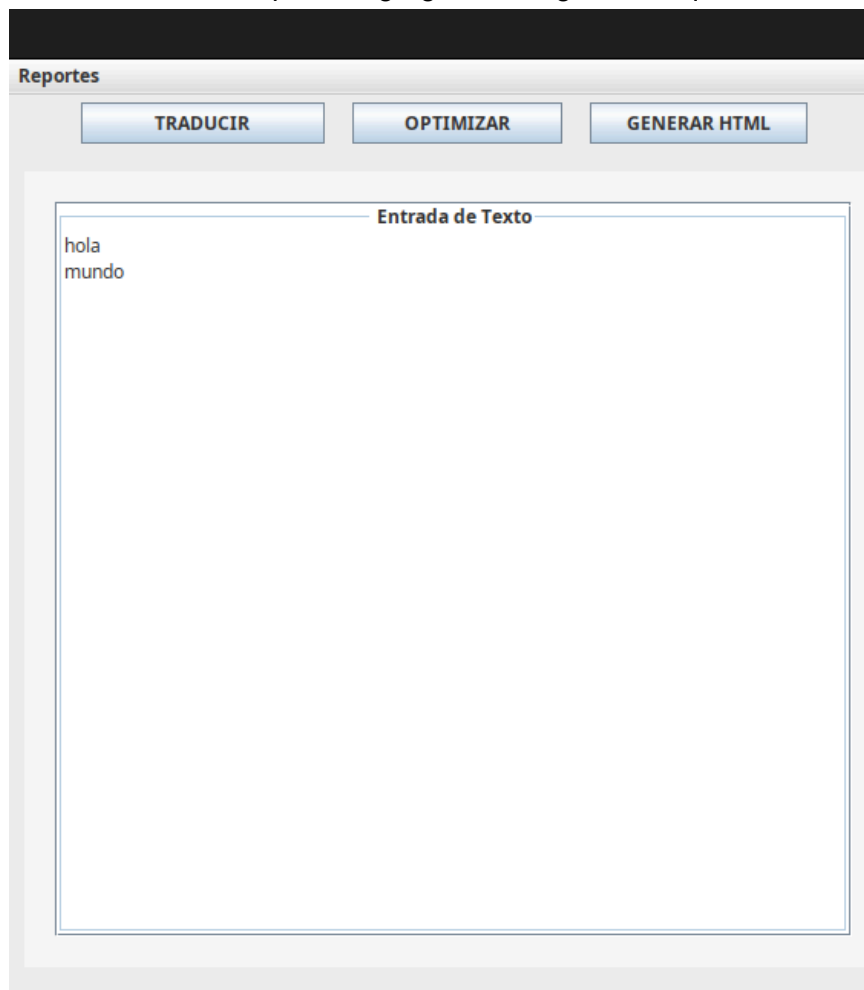 Reportes
TRADUCIR OPTIMIZAR GENERAR HTML
Entrada de Texto
hola
mundo